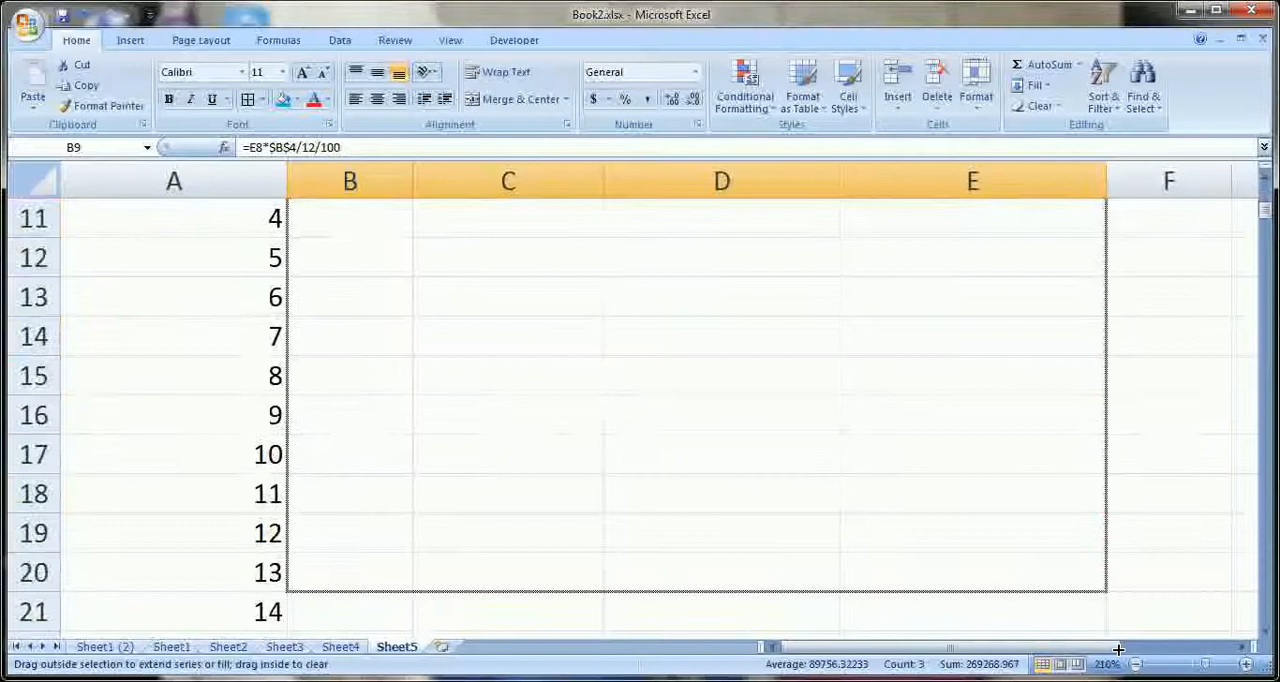 Book2.xlsx - Microsoft Excel
Home Insert Page Layout Formulas Data Review View Developer
Paste Cut Copy Format Painter Clipboard
Calibri 11 A A B I U A Font
Wrap Text Merge & Center Alignment
General $ % , Number
Conditional Formatting Format as Table Cell Styles Styles
Insert Delete Format Cells
Σ AutoSum Fill Clear Sort & Filter Find & Select Editing
B9 fx =E8*$B$4/12/100
A B C D E F
11 4
12 5
13 6
14 7
15 8
16 9
17 10
18 11
19 12
20 13
21 14
Sheet1 (2) Sheet1 Sheet2 Sheet3 Sheet4 Sheet5
Drag outside selection to extend series or fill; drag inside to clear Average: 89756.32233 Count: 3 Sum: 269268.967 210%